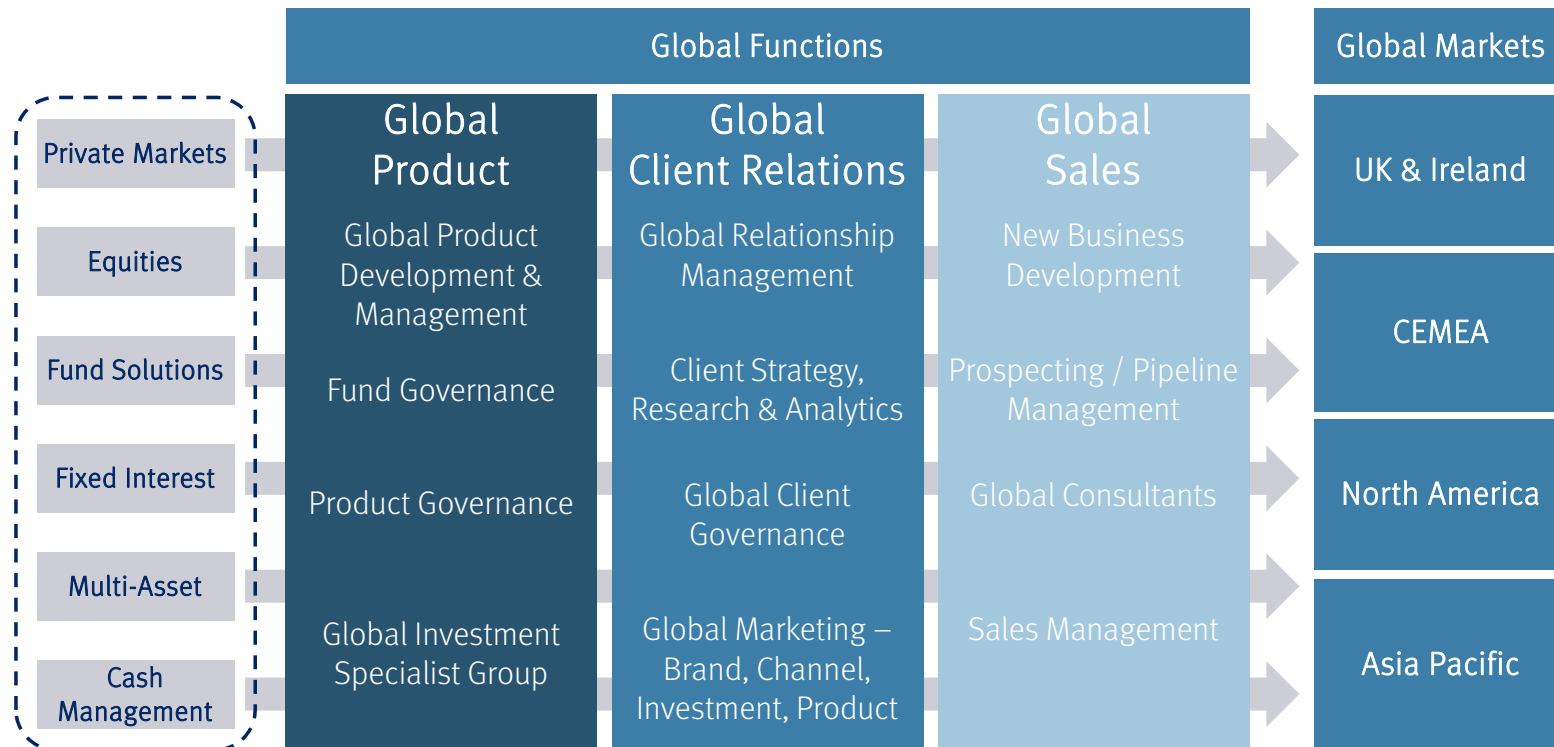 Global Functions
Global Markets
Private Markets
Equities
Fund Solutions
Fixed Interest
Multi-Asset
Cash
Management
Global
Product
Global Product
Development &
Management
Fund Governance
Product Governance
Global Investment
Specialist Group
Global
Client Relations
Global Relationship
Management
Client Strategy,
Research & Analytics
Global Client
Governance
Global Marketing –
Brand, Channel,
Investment, Product
Global
Sales
New Business
Development
Prospecting / Pipeline
Management
Global Consultants
Sales Management
UK & Ireland
CEMEA
North America
Asia Pacific